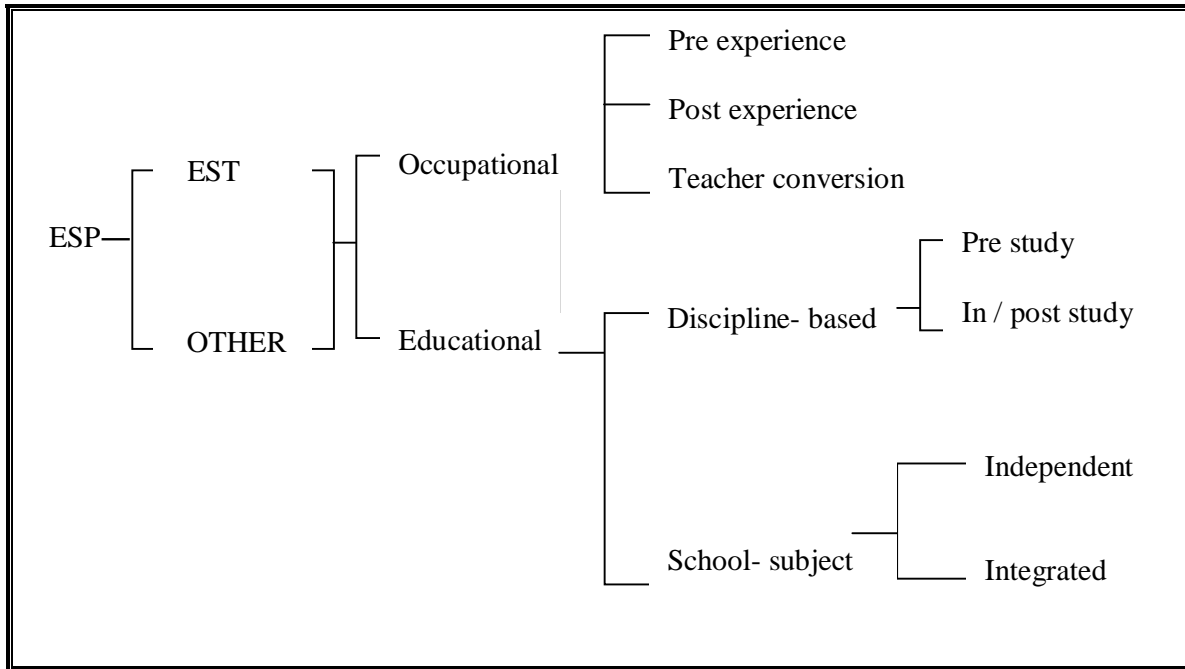 Pre experience
Post experience
Teacher conversion
EST
Occupational
ESP
OTHER
Educational
Discipline- based
Pre study
In / post study
School- subject
Independent
Integrated